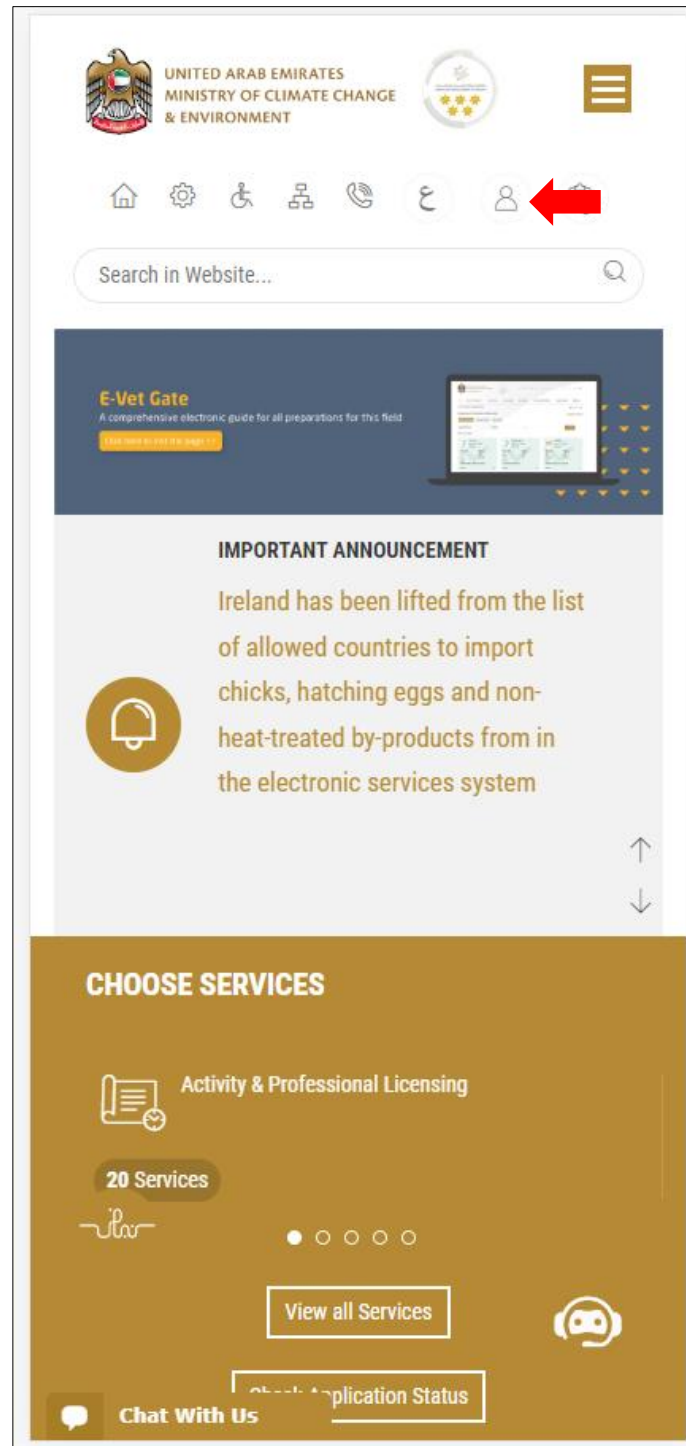 UNITED ARAB EMIRATES
MINISTRY OF CLIMATE CHANGE
& ENVIRONMENT
ع
Search in Website...
E-Vet Gate
A comprehensive electronic guide for all preparations for this field
IMPORTANT ANNOUNCEMENT
Ireland has been lifted from the list
of allowed countries to import
chicks, hatching eggs and non-
heat-treated by-products from in
the electronic services system
CHOOSE SERVICES
Activity & Professional Licensing
20 Services
View all Services
Check Application Status
Chat With Us